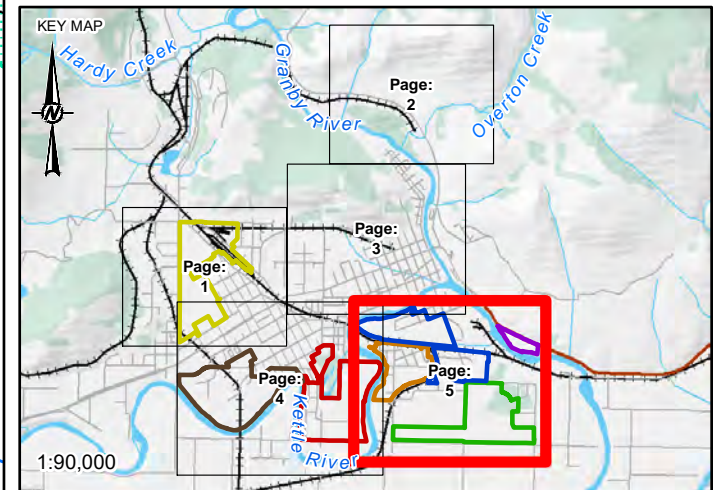 KEY MAP
Hardy Creek
N
Granby River
Page:
2
Overton Creek
Page:
3
Page:
1
Page:
4
Page:
5
Kettle River
1:90,000